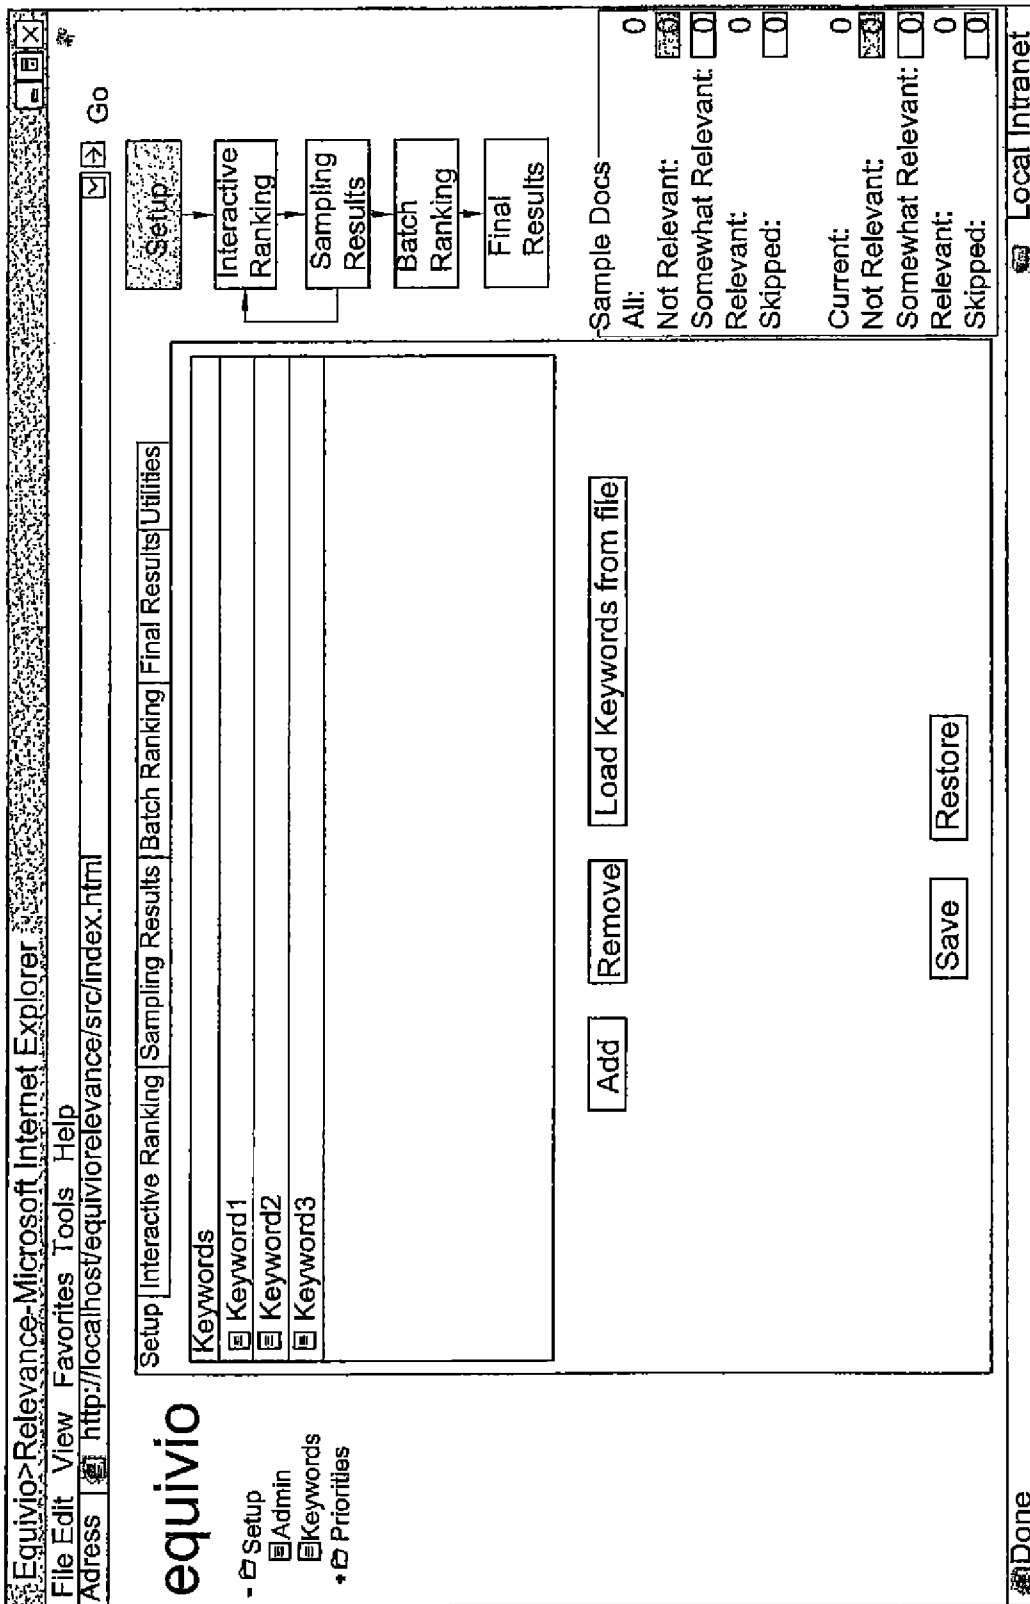 Equivio>Relevance-Microsoft Internet Explorer
File Edit View Favorites Tools Help
Adress http://localhost/equiviorelevance/src/index.html Go
equivio
- Setup
Admin
Keywords
+ Priorities
Setup Interactive Ranking Sampling Results Batch Ranking Final Results Utilities
Keywords
Keyword1
Keyword2
Keyword3
Add Remove Load Keywords from file
Save Restore
Setup
Interactive
Ranking
Sampling
Results
Batch
Ranking
Final
Results
Sample Docs
All: 0
Not Relevant: 0
Somewhat Relevant: 0
Relevant: 0
Skipped: 0
Current: 0
Not Relevant: 0
Somewhat Relevant: 0
Relevant: 0
Skipped: 0
Done
Local Intranet